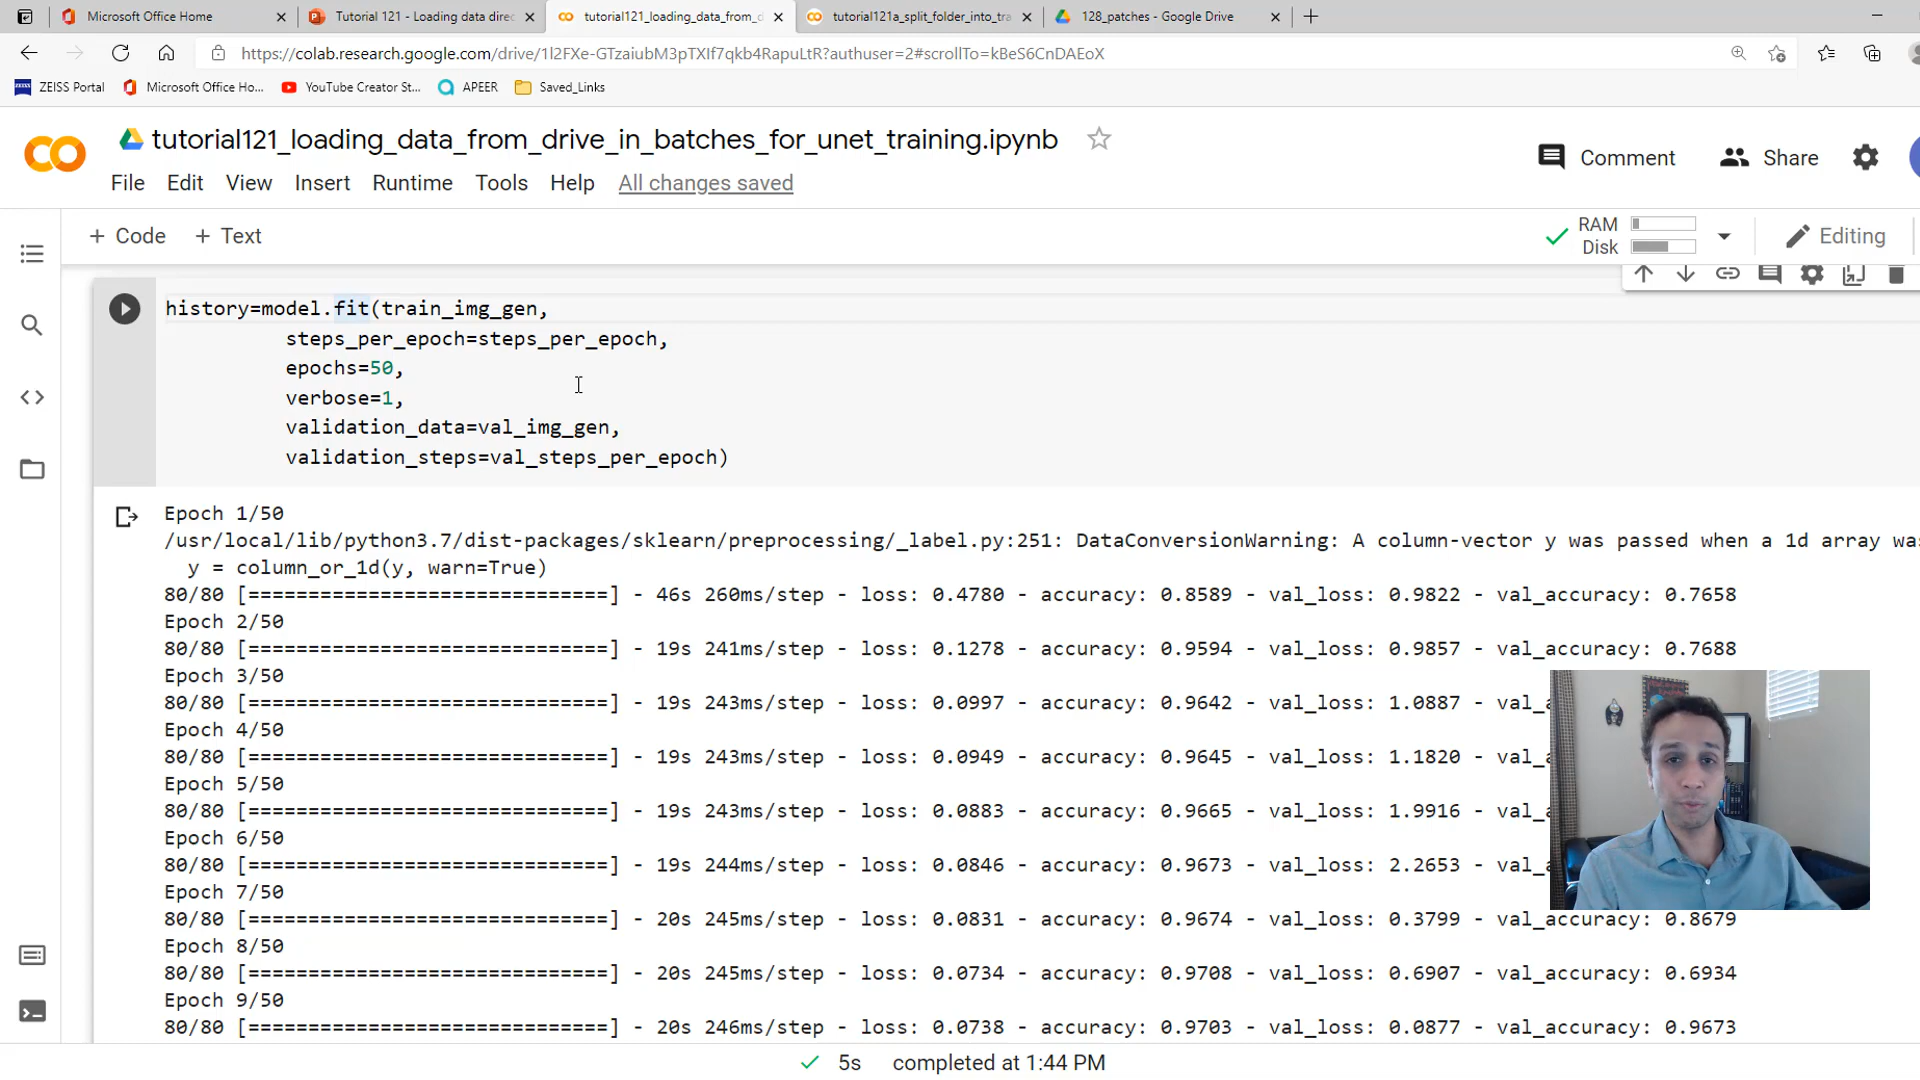 Microsoft Office Home
Tutorial 121 - Loading data direc
tutorial121_loading_data_from_d
tutorial121a_split_folder_into_tra
128_patches - Google Drive
https://colab.research.google.com/drive/1l2FXe-GTzaiubM3pTXIf7qkb4RapuLtR?authuser=2#scrollTo=kBeS6CnDAEoX
ZEISS Portal
Microsoft Office Ho...
YouTube Creator St...
APEER
Saved_Links
tutorial121_loading_data_from_drive_in_batches_for_unet_training.ipynb
Comment
Share
File Edit View Insert Runtime Tools Help All changes saved
+ Code + Text
RAM
Disk
Editing
history=model.fit(train_img_gen,
steps_per_epoch=steps_per_epoch,
epochs=50,
verbose=1,
validation_data=val_img_gen,
validation_steps=val_steps_per_epoch)
Epoch 1/50
/usr/local/lib/python3.7/dist-packages/sklearn/preprocessing/_label.py:251: DataConversionWarning: A column-vector y was passed when a 1d array was
y = column_or_1d(y, warn=True)
80/80 [==============================] - 46s 260ms/step - loss: 0.4780 - accuracy: 0.8589 - val_loss: 0.9822 - val_accuracy: 0.7658
Epoch 2/50
80/80 [==============================] - 19s 241ms/step - loss: 0.1278 - accuracy: 0.9594 - val_loss: 0.9857 - val_accuracy: 0.7688
Epoch 3/50
80/80 [==============================] - 19s 243ms/step - loss: 0.0997 - accuracy: 0.9642 - val_loss: 1.0887 - val_a
Epoch 4/50
80/80 [==============================] - 19s 243ms/step - loss: 0.0949 - accuracy: 0.9645 - val_loss: 1.1820 - val_a
Epoch 5/50
80/80 [==============================] - 19s 243ms/step - loss: 0.0883 - accuracy: 0.9665 - val_loss: 1.9916 - val_a
Epoch 6/50
80/80 [==============================] - 19s 244ms/step - loss: 0.0846 - accuracy: 0.9673 - val_loss: 2.2653 - val_a
Epoch 7/50
80/80 [==============================] - 20s 245ms/step - loss: 0.0831 - accuracy: 0.9674 - val_loss: 0.3799 - val_accuracy: 0.8679
Epoch 8/50
80/80 [==============================] - 20s 245ms/step - loss: 0.0734 - accuracy: 0.9708 - val_loss: 0.6907 - val_accuracy: 0.6934
Epoch 9/50
80/80 [==============================] - 20s 246ms/step - loss: 0.0738 - accuracy: 0.9703 - val_loss: 0.0877 - val_accuracy: 0.9673
5s completed at 1:44 PM